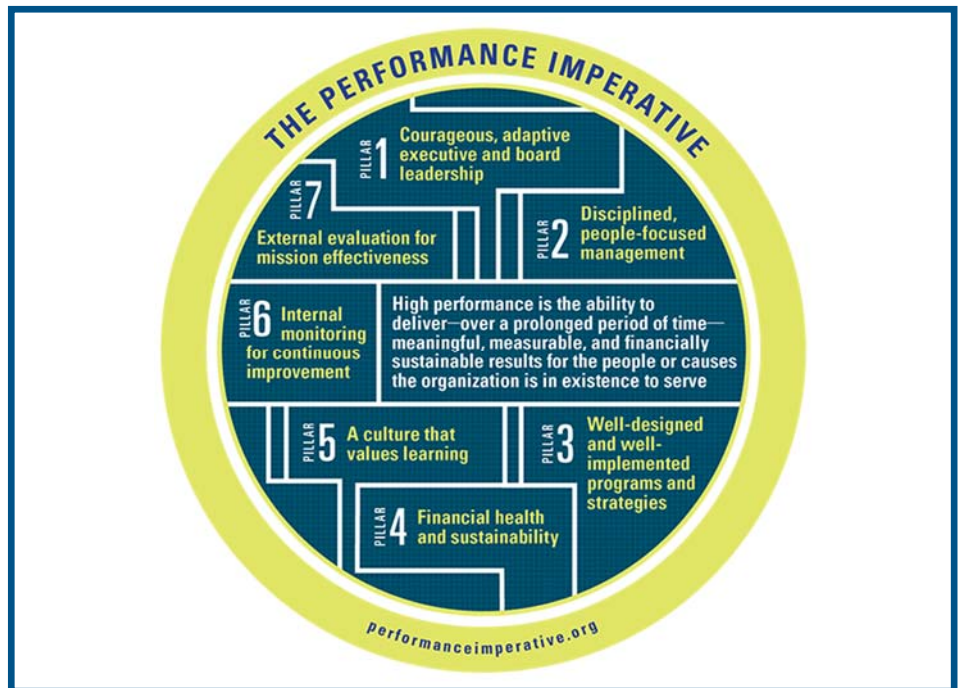 THE PERFORMANCE IMPERATIVE
PILLAR 1
Courageous, adaptive
executive and board
leadership
PILLAR 2
Disciplined,
people-focused
management
PILLAR 7
External evaluation for
mission effectiveness
PILLAR 6
Internal
monitoring
for continuous
improvement
High performance is the ability to
deliver—over a prolonged period of time—
meaningful, measurable, and financially
sustainable results for the people or causes
the organization is in existence to serve
PILLAR 5
A culture that
values learning
PILLAR 3
Well-designed
and well-
implemented
programs and
strategies
PILLAR 4
Financial health
and sustainability
performanceimperative.org